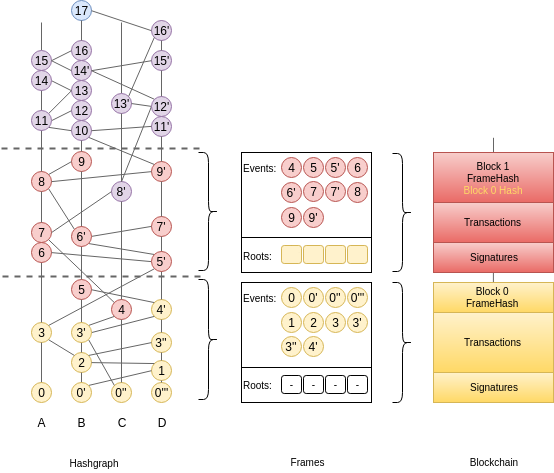 17
16'
16
15 14' 15'
14
13
13' 12'
12
11
10 11'
9
8 9'
8'
7 7'
6'
6 5'
5
4 4'
3 3'
3''
2
1
0 0' 0'' 0'''
A B C D
Hashgraph
Events: 4 5 5' 6
6' 7 7' 8
9 9'
Roots:
Events: 0 0' 0'' 0'''
1 2 3 3'
3'' 4'
Roots: - - - -
Frames
Block 1
FrameHash
Block 0 Hash
Transactions
Signatures
Block 0
FrameHash
Transactions
Signatures
Blockchain